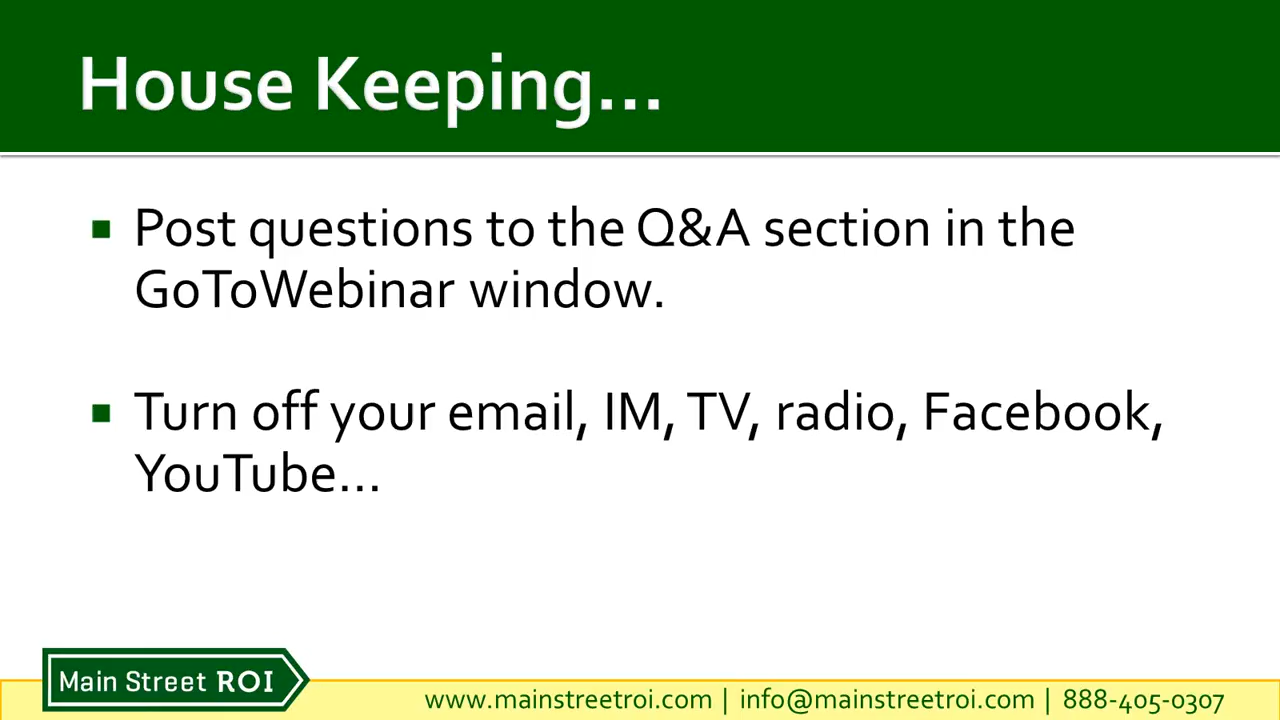 House Keeping...
Post questions to the Q&A section in the
GoToWebinar window.
Turn off your email, IM, TV, radio, Facebook,
YouTube...
Main Street ROI
www.mainstreetroi.com | info@mainstreetroi.com | 888-405-0307